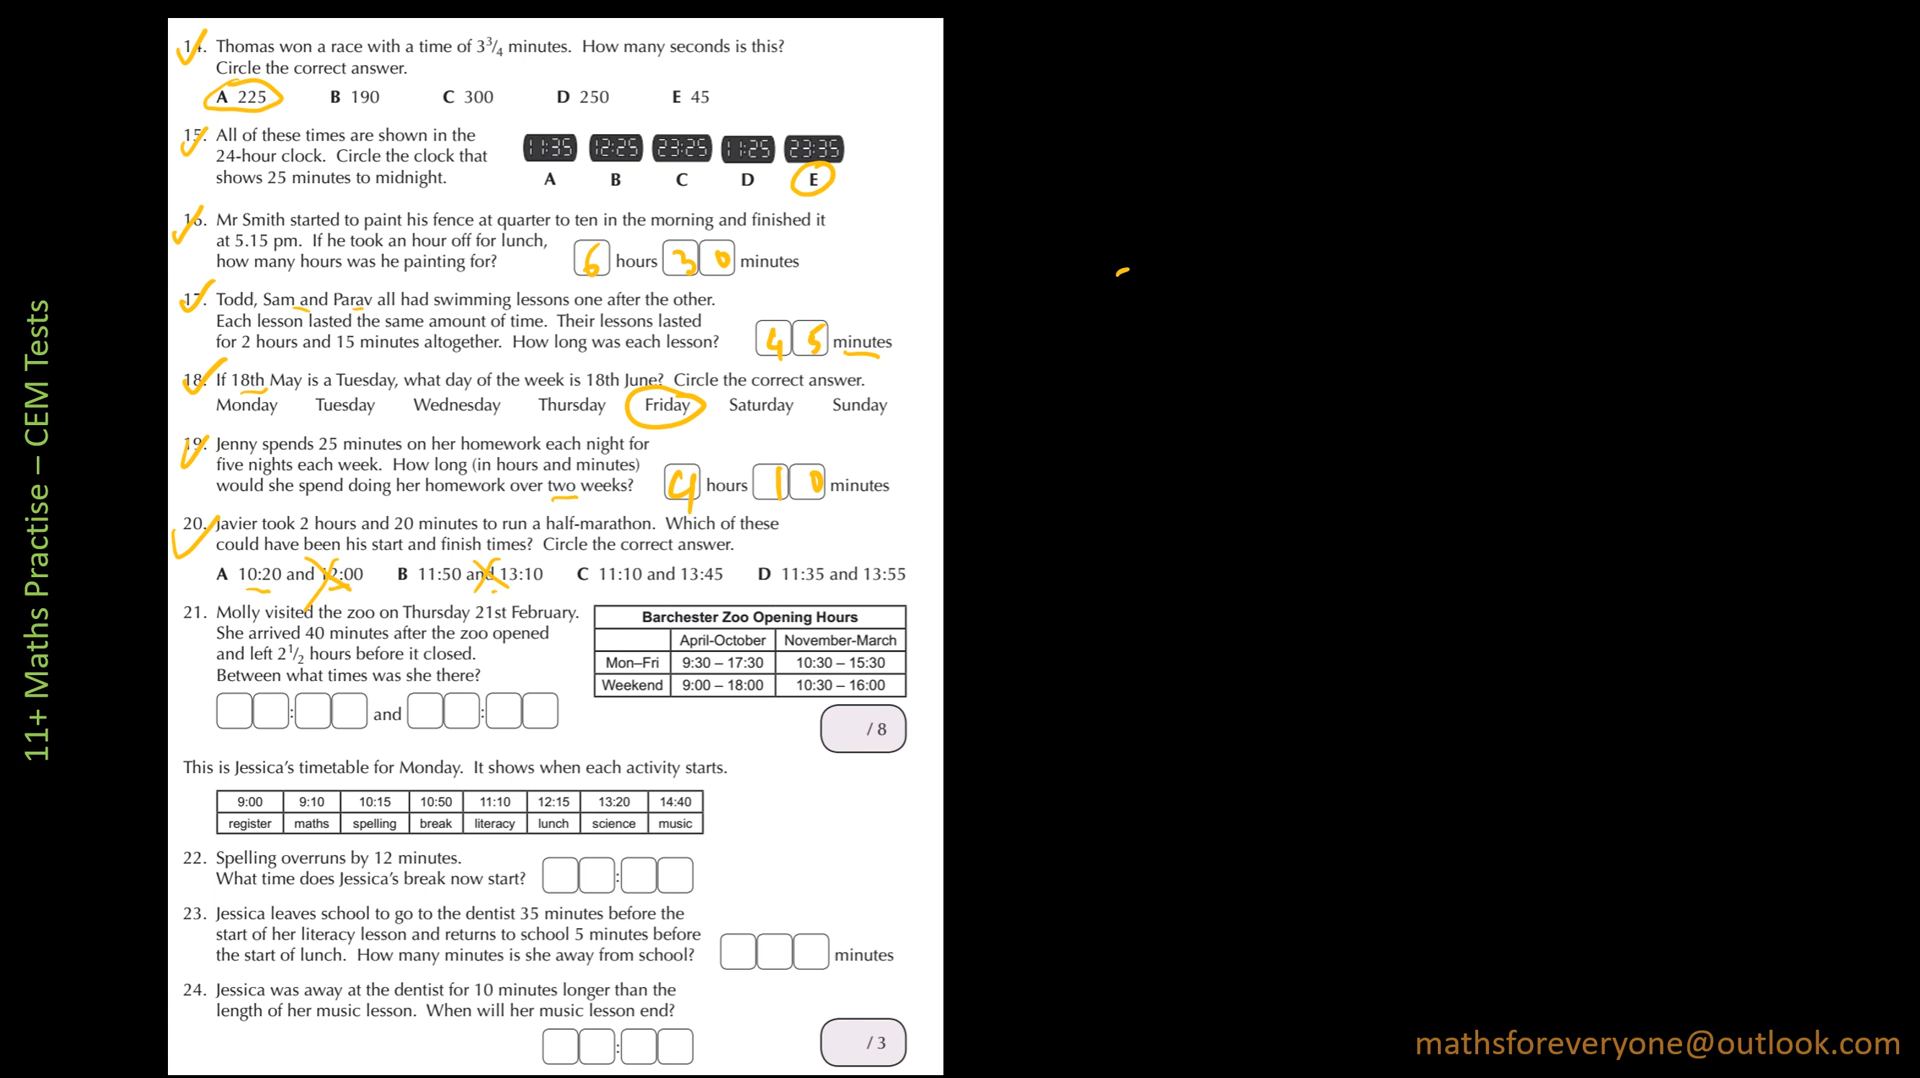 11+ Maths Practise – CEM Tests
14. Thomas won a race with a time of 3 3/4 minutes. How many seconds is this?
Circle the correct answer.
A 225 B 190 C 300 D 250 E 45
15. All of these times are shown in the
24-hour clock. Circle the clock that
shows 25 minutes to midnight.
11:35 12:25 23:25 11:25 23:35
A B C D E
16. Mr Smith started to paint his fence at quarter to ten in the morning and finished it
at 5.15 pm. If he took an hour off for lunch,
how many hours was he painting for? 6 hours 30 minutes
17. Todd, Sam and Parav all had swimming lessons one after the other.
Each lesson lasted the same amount of time. Their lessons lasted
for 2 hours and 15 minutes altogether. How long was each lesson? 45 minutes
18. If 18th May is a Tuesday, what day of the week is 18th June? Circle the correct answer.
Monday Tuesday Wednesday Thursday Friday Saturday Sunday
19. Jenny spends 25 minutes on her homework each night for
five nights each week. How long (in hours and minutes)
would she spend doing her homework over two weeks? 4 hours 10 minutes
20. Javier took 2 hours and 20 minutes to run a half-marathon. Which of these
could have been his start and finish times? Circle the correct answer.
A 10:20 and 12:00 B 11:50 and 13:10 C 11:10 and 13:45 D 11:35 and 13:55
21. Molly visited the zoo on Thursday 21st February.
She arrived 40 minutes after the zoo opened
and left 2 1/2 hours before it closed.
Between what times was she there?
: and :
Barchester Zoo Opening Hours
April-October November-March
Mon–Fri 9:30 – 17:30 10:30 – 15:30
Weekend 9:00 – 18:00 10:30 – 16:00
/ 8
This is Jessica's timetable for Monday. It shows when each activity starts.
9:00 9:10 10:15 10:50 11:10 12:15 13:20 14:40
register maths spelling break literacy lunch science music
22. Spelling overruns by 12 minutes.
What time does Jessica's break now start? :
23. Jessica leaves school to go to the dentist 35 minutes before the
start of her literacy lesson and returns to school 5 minutes before
the start of lunch. How many minutes is she away from school? minutes
24. Jessica was away at the dentist for 10 minutes longer than the
length of her music lesson. When will her music lesson end?
:
/ 3
mathsforeveryone@outlook.com